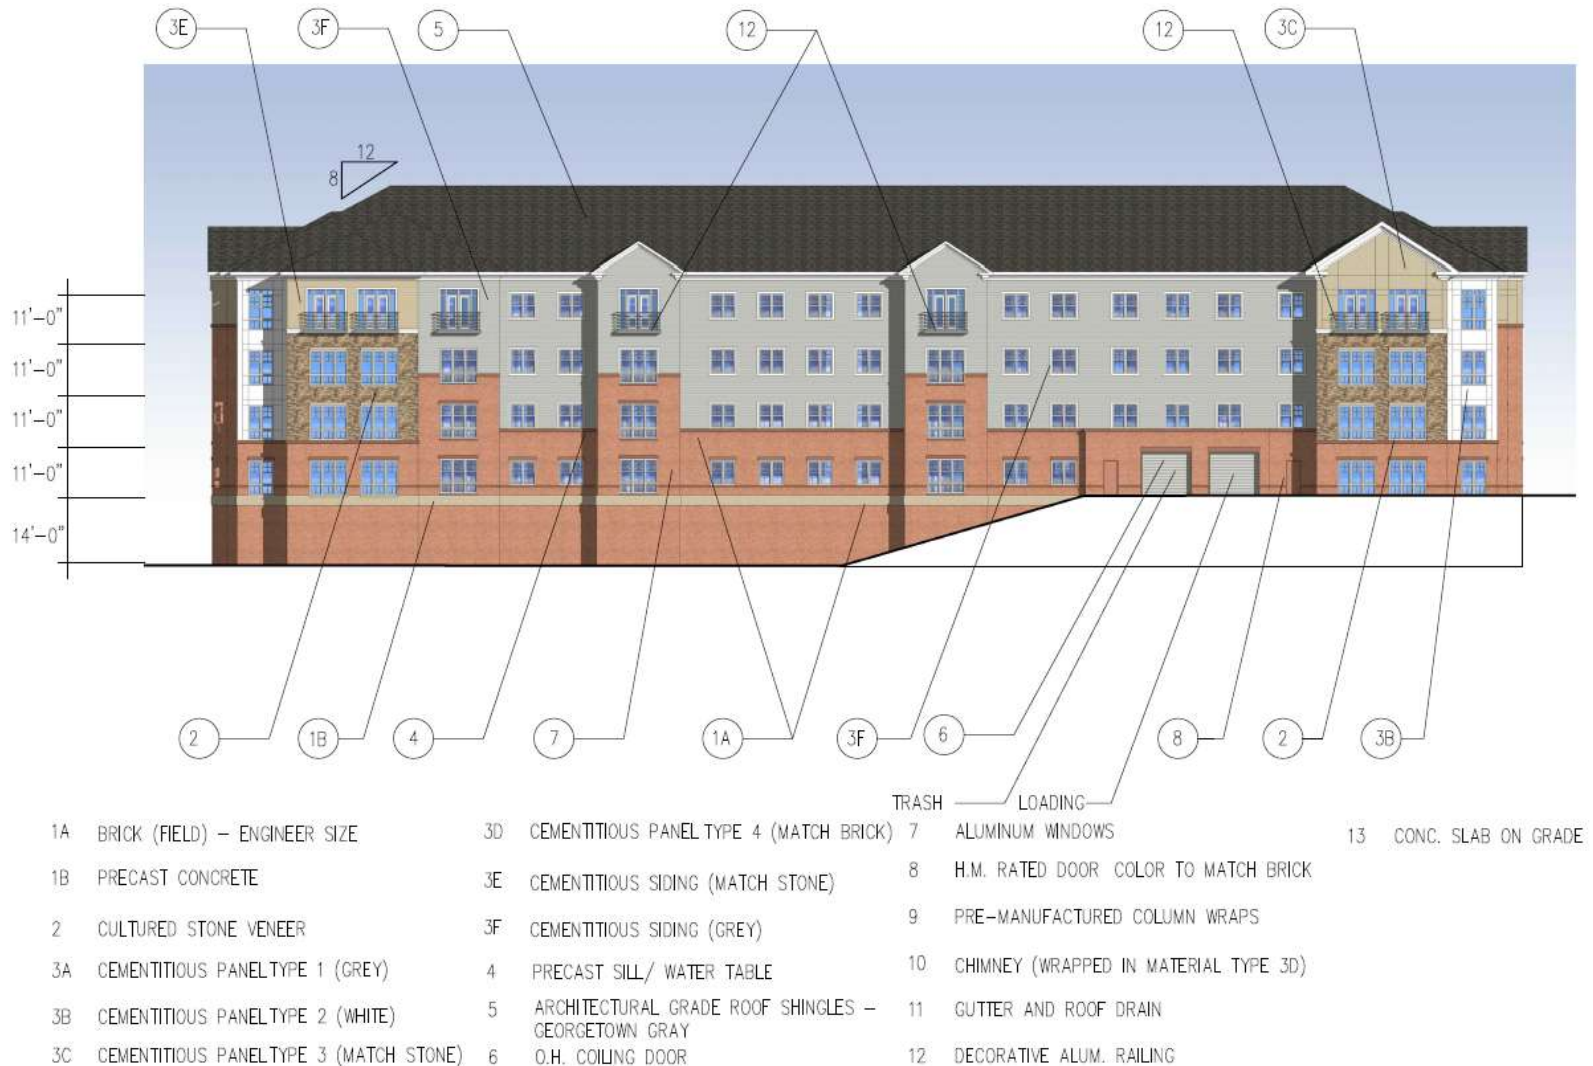 3E
3F
5
12
12
3C
12
8
11'-0"
11'-0"
11'-0"
11'-0"
14'-0"
2
1B
4
7
1A
3F
6
8
2
3B
TRASH
LOADING
1A BRICK (FIELD) – ENGINEER SIZE
1B PRECAST CONCRETE
2 CULTURED STONE VENEER
3A CEMENTITIOUS PANEL TYPE 1 (GREY)
3B CEMENTITIOUS PANEL TYPE 2 (WHITE)
3C CEMENTITIOUS PANEL TYPE 3 (MATCH STONE)
3D CEMENTITIOUS PANEL TYPE 4 (MATCH BRICK)
3E CEMENTITIOUS SIDING (MATCH STONE)
3F CEMENTITIOUS SIDING (GREY)
4 PRECAST SILL/ WATER TABLE
5 ARCHITECTURAL GRADE ROOF SHINGLES –
GEORGETOWN GRAY
6 O.H. COILING DOOR
7 ALUMINUM WINDOWS
8 H.M. RATED DOOR COLOR TO MATCH BRICK
9 PRE-MANUFACTURED COLUMN WRAPS
10 CHIMNEY (WRAPPED IN MATERIAL TYPE 3D)
11 GUTTER AND ROOF DRAIN
12 DECORATIVE ALUM. RAILING
13 CONC. SLAB ON GRADE